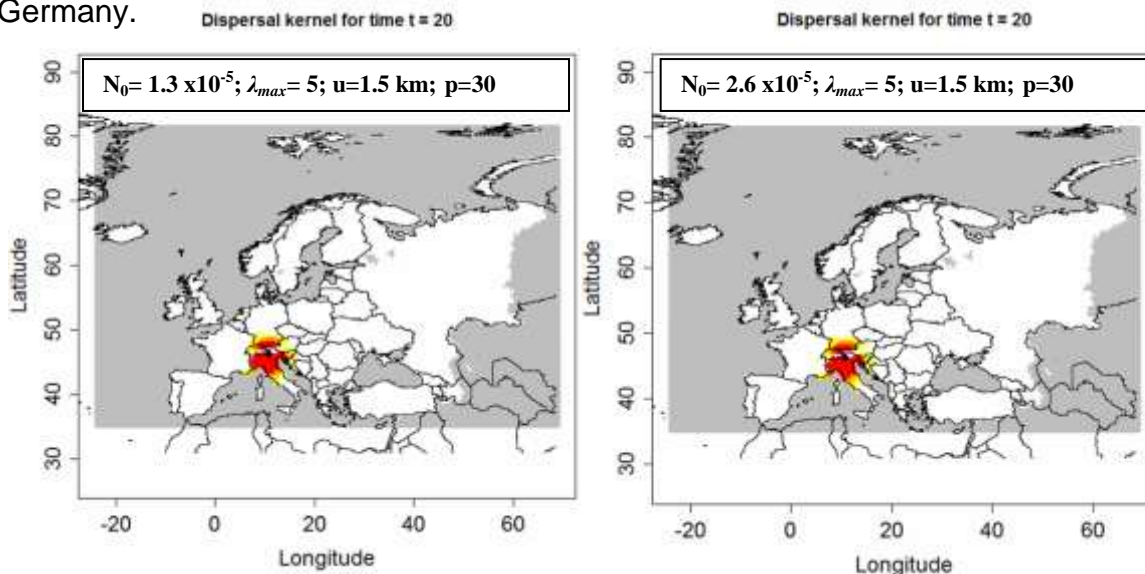 Germany.
Dispersal kernel for time t = 20
N0= 1.3 x10-5; λmax= 5; u=1.5 km; p=30
Latitude
90
80
70
60
50
40
30
-20 0 20 40 60
Longitude
Dispersal kernel for time t = 20
N0= 2.6 x10-5; λmax= 5; u=1.5 km; p=30
Latitude
90
80
70
60
50
40
30
-20 0 20 40 60
Longitude